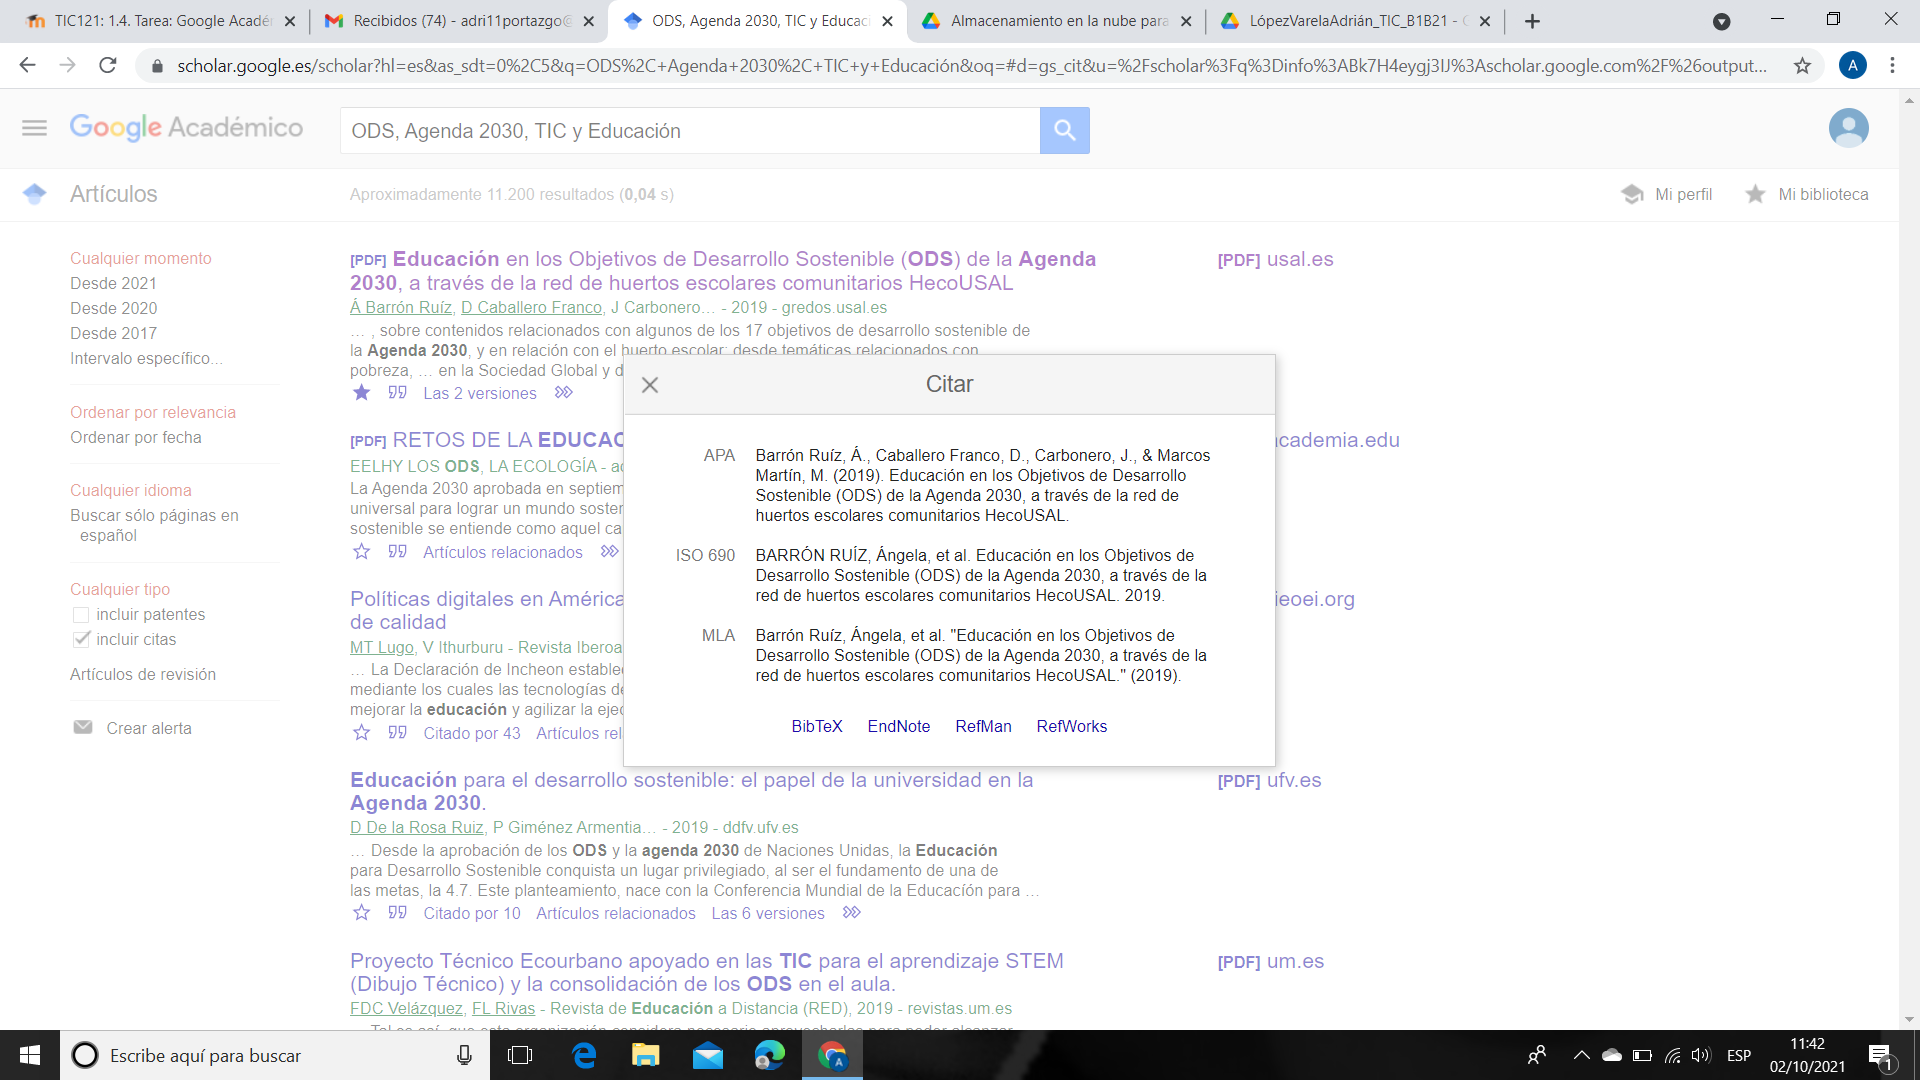 TIC121: 1.4. Tarea: Google Acadén
Recibidos (74) - adri11portazgo@
ODS, Agenda 2030, TIC y Educaci
Almacenamiento en la nube para
LópezVarelaAdrián_TIC_B1B21 - G
scholar.google.es/scholar?hl=es&as_sdt=0%2C5&q=ODS%2C+Agenda+2030%2C+TIC+y+Educación&oq=#d=gs_cit&u=%2Fscholar%3Fq%3Dinfo%3ABk7H4eygj3IJ%3Ascholar.google.com%2F%26output...
A
Google Académico
ODS, Agenda 2030, TIC y Educación
Artículos
Aproximadamente 11.200 resultados (0,04 s)
Mi perfil
Mi biblioteca
Cualquier momento
Desde 2021
Desde 2020
Desde 2017
Intervalo específico...
Ordenar por relevancia
Ordenar por fecha
Cualquier idioma
Buscar sólo páginas en
español
Cualquier tipo
incluir patentes
incluir citas
Artículos de revisión
Crear alerta
[PDF] Educación en los Objetivos de Desarrollo Sostenible (ODS) de la Agenda
2030, a través de la red de huertos escolares comunitarios HecoUSAL
[PDF] usal.es
Á Barrón Ruíz, D Caballero Franco, J Carbonero… - 2019 - gredos.usal.es
… , sobre contenidos relacionados con algunos de los 17 objetivos de desarrollo sostenible de
la Agenda 2030, y en relación con el huerto escolar: desde temáticas relacionados con
pobreza, … en la Sociedad Global y d
Las 2 versiones
[PDF] RETOS DE LA EDUCAC
academia.edu
EELHY LOS ODS, LA ECOLOGÍA - ac
La Agenda 2030 aprobada en septiem
universal para lograr un mundo soster
sostenible se entiende como aquel ca
Artículos relacionados
Políticas digitales en América
de calidad
ieoei.org
MT Lugo, V Ithurburu - Revista Iberoa
… La Declaración de Incheon establec
mediante los cuales las tecnologías de
mejorar la educación y agilizar la ejec
Citado por 43 Artículos rel
Educación para el desarrollo sostenible: el papel de la universidad en la
Agenda 2030.
[PDF] ufv.es
D De la Rosa Ruiz, P Giménez Armentia… - 2019 - ddfv.ufv.es
… Desde la aprobación de los ODS y la agenda 2030 de Naciones Unidas, la Educación
para Desarrollo Sostenible conquista un lugar privilegiado, al ser el fundamento de una de
las metas, la 4.7. Este planteamiento, nace con la Conferencia Mundial de la Educación para …
Citado por 10 Artículos relacionados Las 6 versiones
Proyecto Técnico Ecourbano apoyado en las TIC para el aprendizaje STEM
(Dibujo Técnico) y la consolidación de los ODS en el aula.
[PDF] um.es
FDC Velázquez, FL Rivas - Revista de Educación a Distancia (RED), 2019 - revistas.um.es
Citar
APA
Barrón Ruíz, Á., Caballero Franco, D., Carbonero, J., & Marcos
Martín, M. (2019). Educación en los Objetivos de Desarrollo
Sostenible (ODS) de la Agenda 2030, a través de la red de
huertos escolares comunitarios HecoUSAL.
ISO 690
BARRÓN RUÍZ, Ángela, et al. Educación en los Objetivos de
Desarrollo Sostenible (ODS) de la Agenda 2030, a través de la
red de huertos escolares comunitarios HecoUSAL. 2019.
MLA
Barrón Ruíz, Ángela, et al. "Educación en los Objetivos de
Desarrollo Sostenible (ODS) de la Agenda 2030, a través de la
red de huertos escolares comunitarios HecoUSAL." (2019).
BibTeX EndNote RefMan RefWorks
Escribe aquí para buscar
A
ESP
11:42
02/10/2021
1